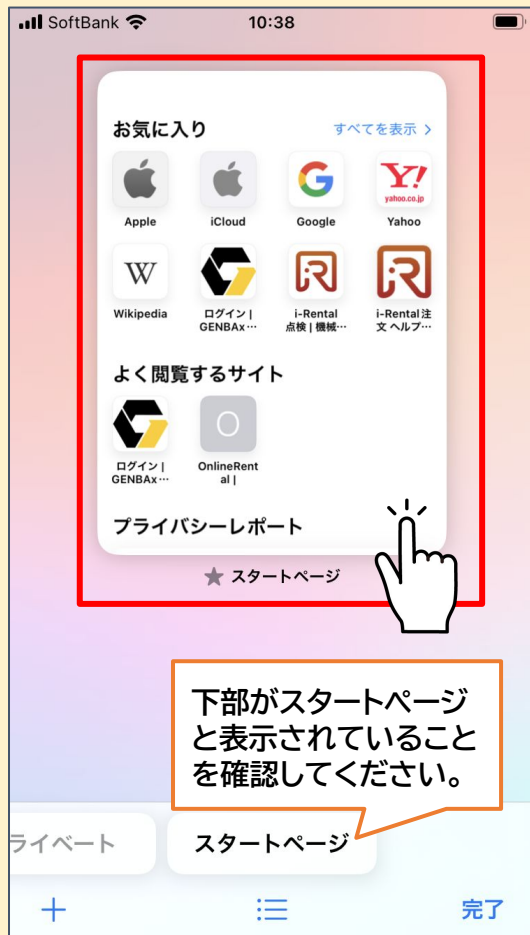 SoftBank 10:38
お気に入り すべてを表示 >
Y!
yahoo.co.jp
Apple iCloud Google Yahoo
W
Wikipedia ログイン | i-Rental i-Rental注
GENBAx… 点検 | 機械… 文 ヘルプ…
よく閲覧するサイト
O
ログイン | OnlineRent
GENBAx… al |
プライバシーレポート
★ スタートページ
下部がスタートページ
と表示されていること
を確認してください。
ライベート スタートページ
+ 完了